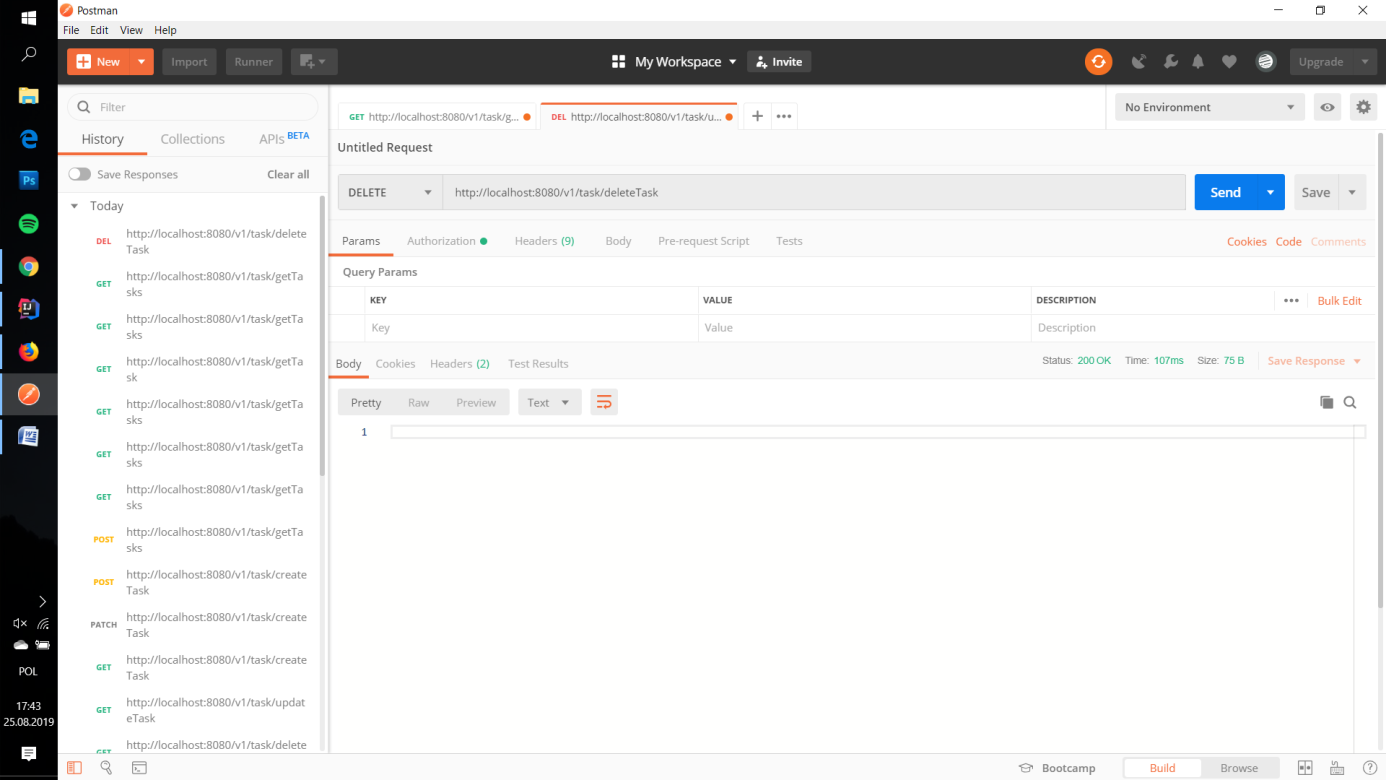 Postman
File Edit View Help
New Import Runner My Workspace Invite Upgrade
Filter
History Collections APIs BETA
Save Responses Clear all
Today
DEL http://localhost:8080/v1/task/delete
Task
GET http://localhost:8080/v1/task/getTa
sks
GET http://localhost:8080/v1/task/getTa
sks
GET http://localhost:8080/v1/task/getTa
sk
GET http://localhost:8080/v1/task/getTa
sks
GET http://localhost:8080/v1/task/getTa
sks
GET http://localhost:8080/v1/task/getTa
sks
POST http://localhost:8080/v1/task/getTa
sks
POST http://localhost:8080/v1/task/create
Task
PATCH http://localhost:8080/v1/task/create
Task
GET http://localhost:8080/v1/task/create
Task
GET http://localhost:8080/v1/task/updat
eTask
GET http://localhost:8080/v1/task/delete
GET http://localhost:8080/v1/task/g... DEL http://localhost:8080/v1/task/u...
No Environment
Untitled Request
DELETE http://localhost:8080/v1/task/deleteTask Send Save
Params Authorization Headers (9) Body Pre-request Script Tests Cookies Code Comments
Query Params
KEY VALUE DESCRIPTION Bulk Edit
Key Value Description
Body Cookies Headers (2) Test Results Status: 200 OK Time: 107ms Size: 75 B Save Response
Pretty Raw Preview Text
1
Bootcamp Build Browse
Ps
POL
17:43
25.08.2019